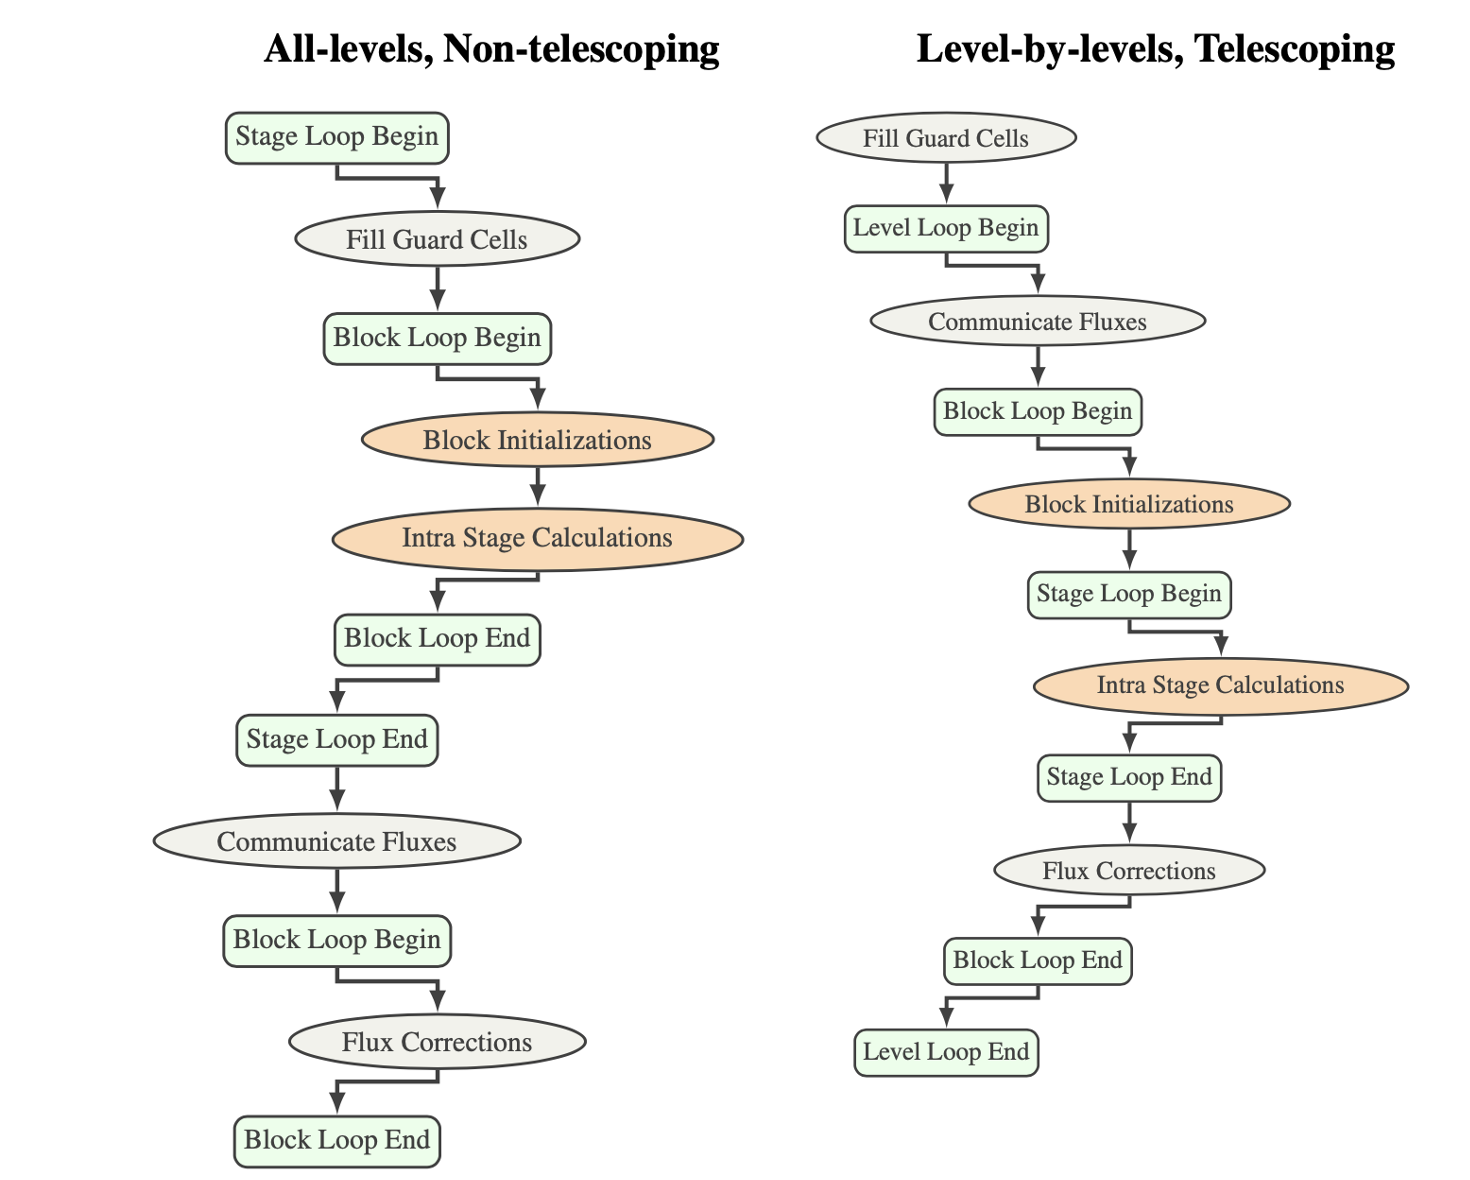 All-levels, Non-telescoping
Stage Loop Begin
Fill Guard Cells
Block Loop Begin
Block Initializations
Intra Stage Calculations
Block Loop End
Stage Loop End
Communicate Fluxes
Block Loop Begin
Flux Corrections
Block Loop End
Level-by-levels, Telescoping
Fill Guard Cells
Level Loop Begin
Communicate Fluxes
Block Loop Begin
Block Initializations
Stage Loop Begin
Intra Stage Calculations
Stage Loop End
Flux Corrections
Block Loop End
Level Loop End